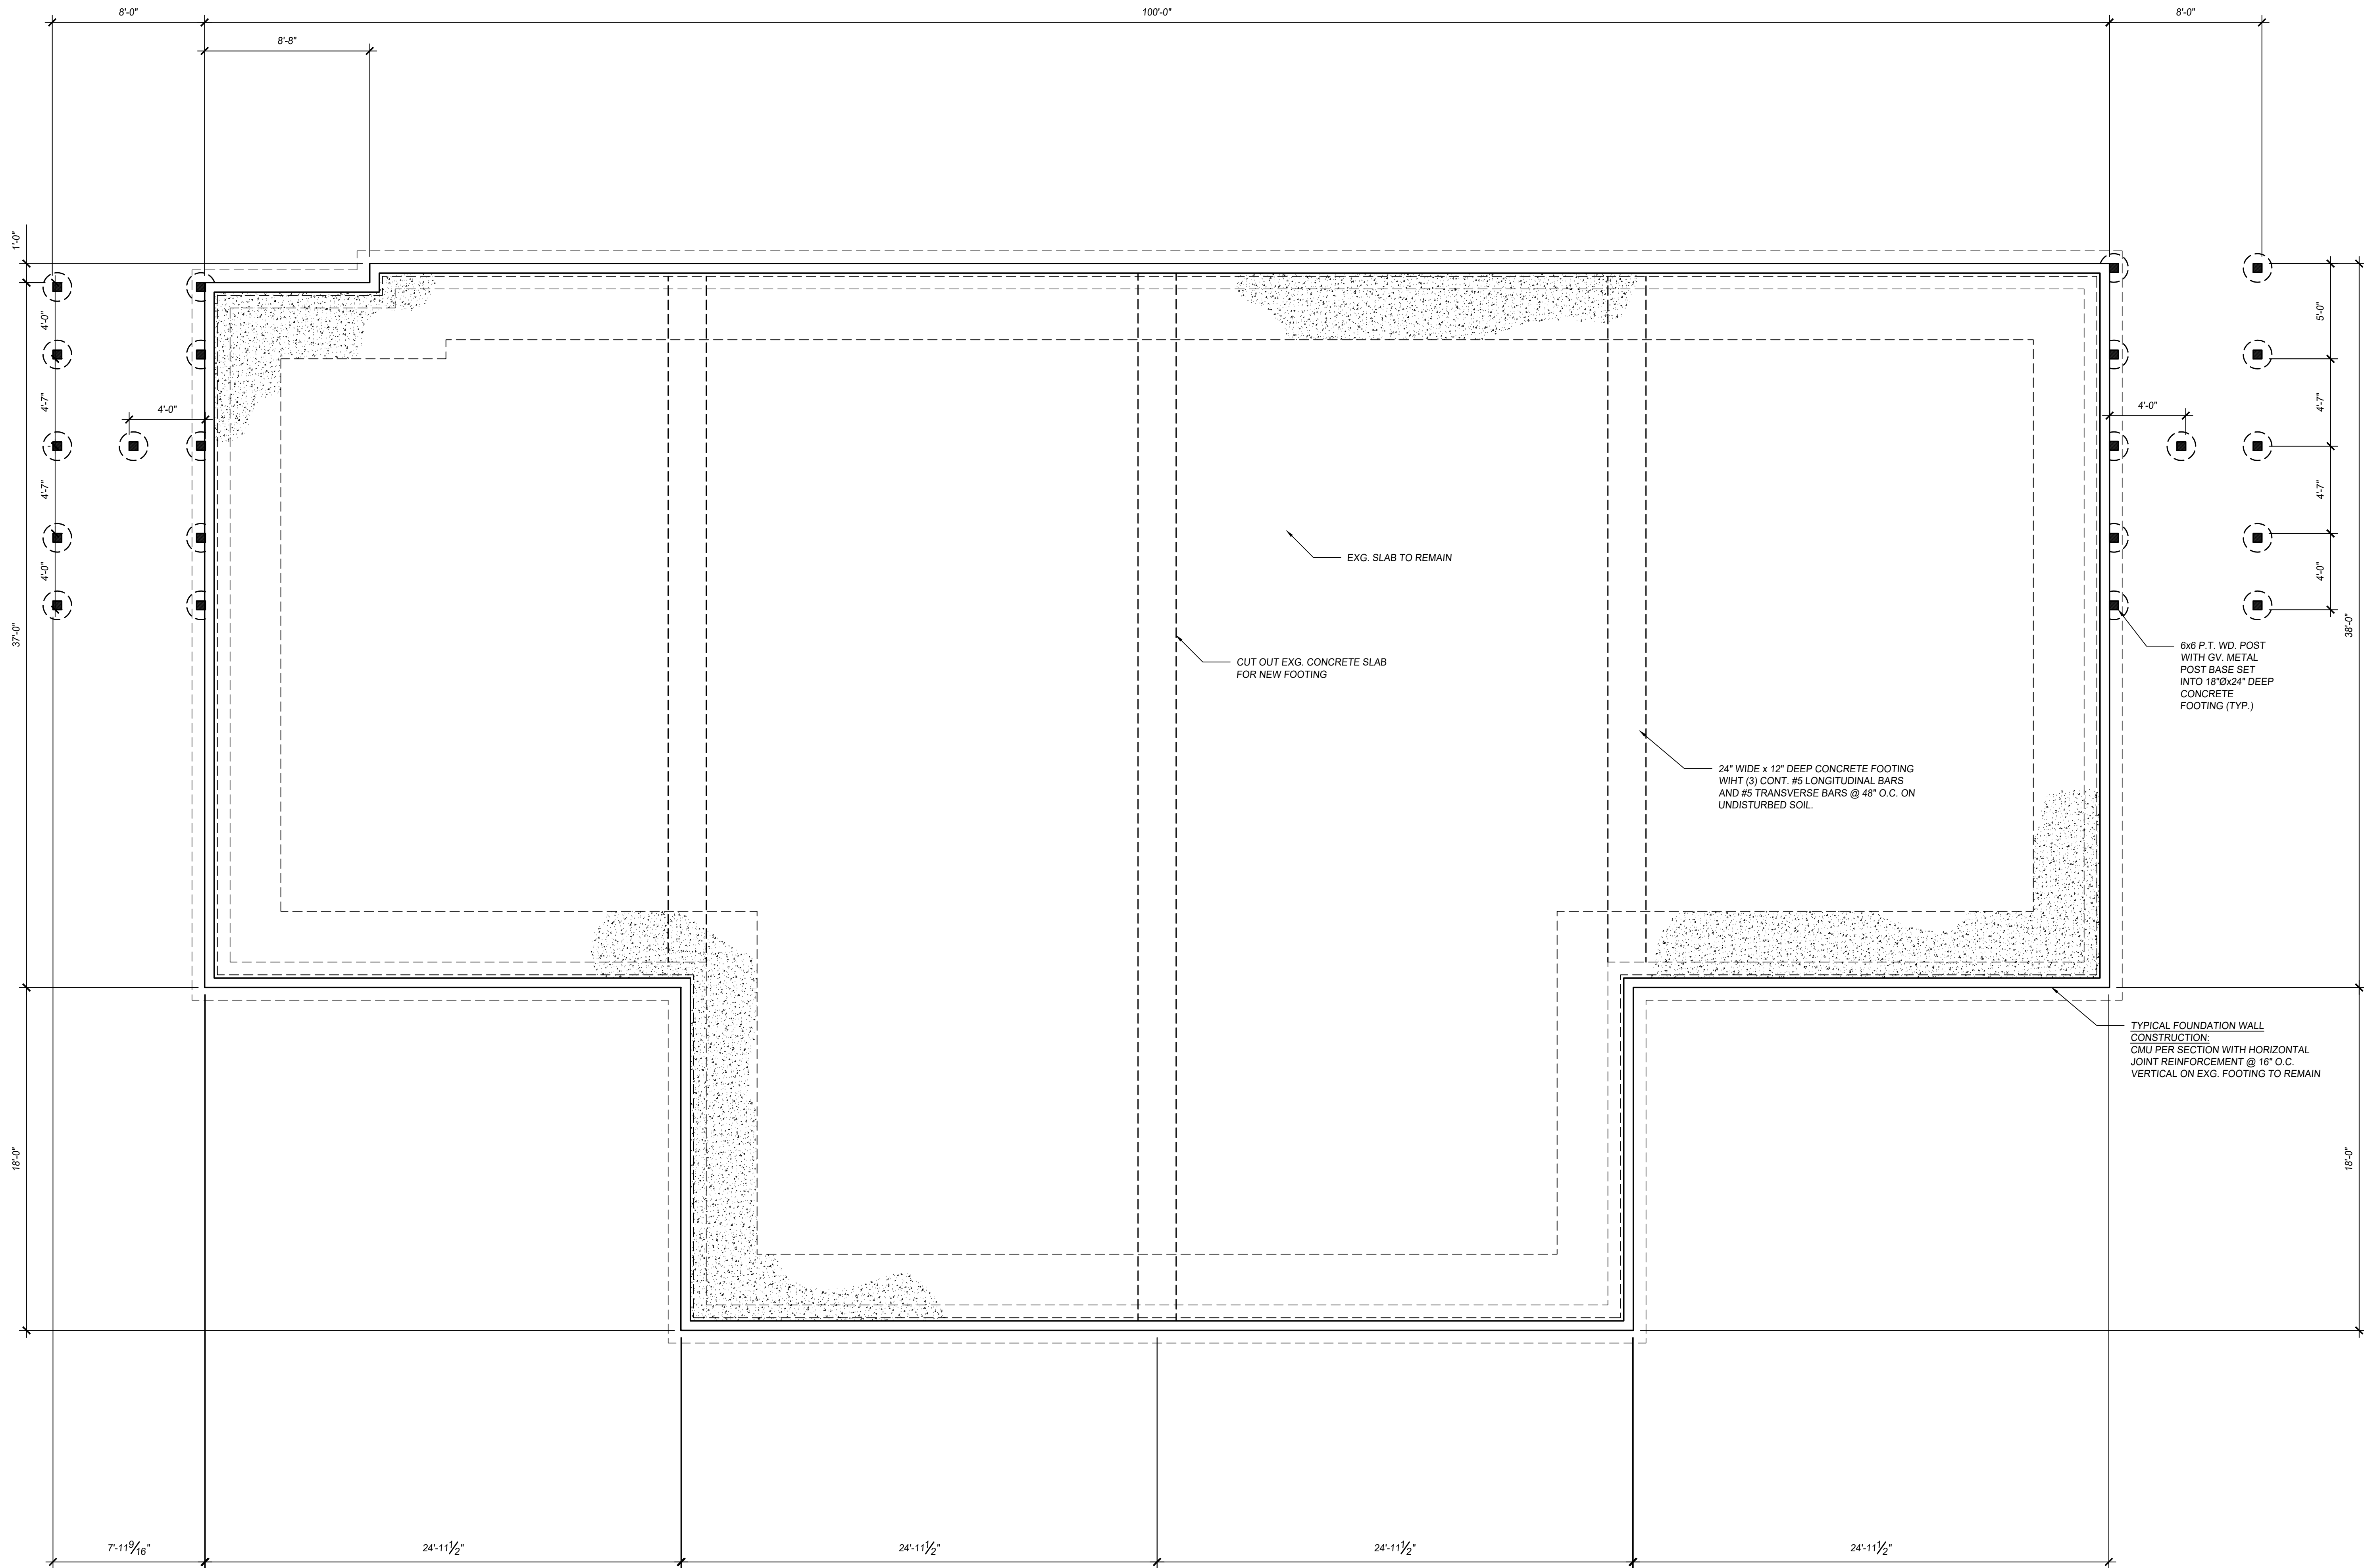 8'-0"
100'-0"
8'-0"
8'-8"
1'-0"
4'-0"
4'-7"
4'-7"
4'-0"
37'-0"
18'-0"
4'-0"
4'-0"
5'-0"
4'-7"
4'-7"
4'-0"
38'-0"
18'-0"
EXG. SLAB TO REMAIN
CUT OUT EXG. CONCRETE SLAB
FOR NEW FOOTING
6x6 P.T. WD. POST
WITH GV. METAL
POST BASE SET
INTO 18"Øx24" DEEP
CONCRETE
FOOTING (TYP.)
24" WIDE x 12" DEEP CONCRETE FOOTING
WIHT (3) CONT. #5 LONGITUDINAL BARS
AND #5 TRANSVERSE BARS @ 48" O.C. ON
UNDISTURBED SOIL.
TYPICAL FOUNDATION WALL
CONSTRUCTION:
CMU PER SECTION WITH HORIZONTAL
JOINT REINFORCEMENT @ 16" O.C.
VERTICAL ON EXG. FOOTING TO REMAIN
7'-11 9/16"
24'-11 1/2"
24'-11 1/2"
24'-11 1/2"
24'-11 1/2"